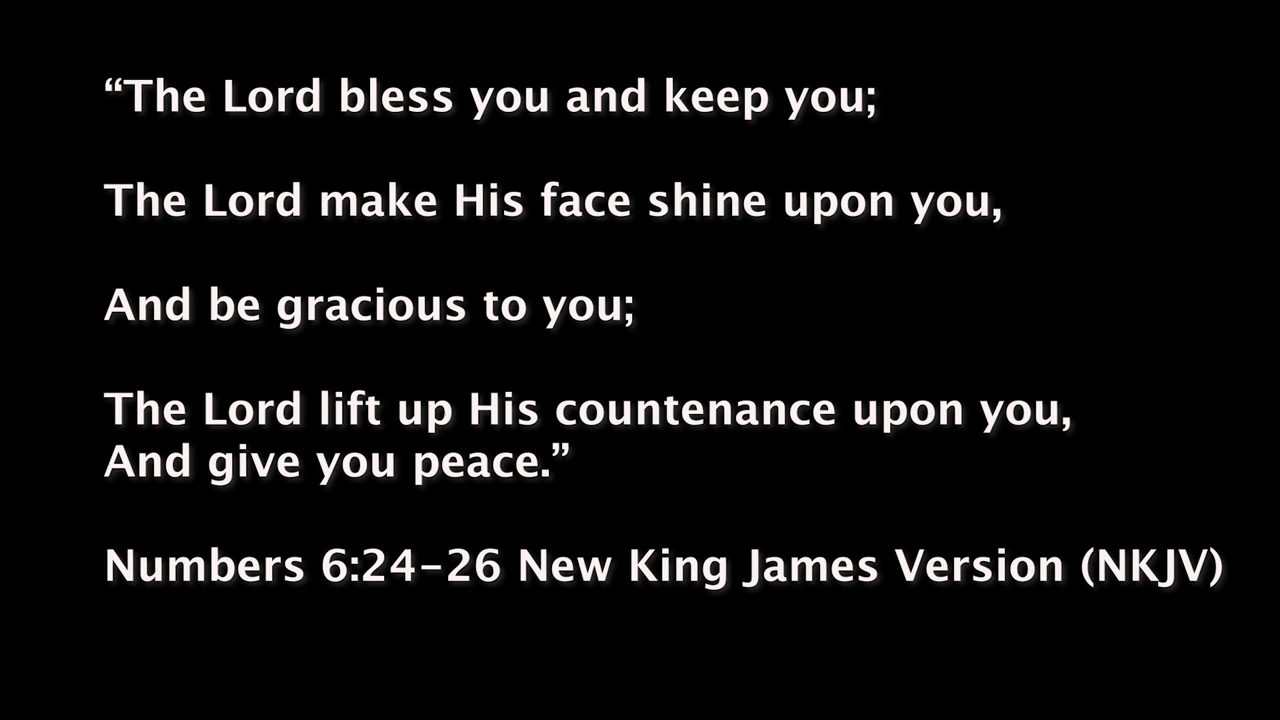 “The Lord bless you and keep you;
The Lord make His face shine upon you,
And be gracious to you;
The Lord lift up His countenance upon you,
And give you peace.”
Numbers 6:24-26 New King James Version (NKJV)